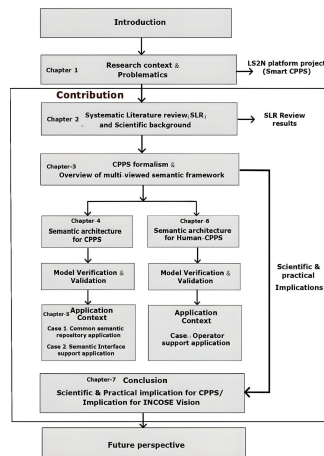 Introduction
Chapter 1
Research context &
Problematics
LS2N platform project
(Smart CPPS)
Contribution
Chapter 2
Systematic Literature review(SLR)
and Scientific background
SLR Review
results
Chapter-3
CPPS formalism &
Overview of multi-viewed semantic framework
Chapter-4
Semantic architecture
for CPPS
Chapter-6
Semantic architecture
for Human-CPPS
Model Verification &
Validation
Model Verification &
Validation
Scientific &
practical
Implications
Chapter-5
Application
Context
Case 1: Common semantic
repository application
Case 2: Semantic Interface
support application
Application
Context
Case : Operator
support application
Chapter-7
Conclusion
Scientific & Practical implication for CPPS/
Implication for INCOSE Vision
Future perspective